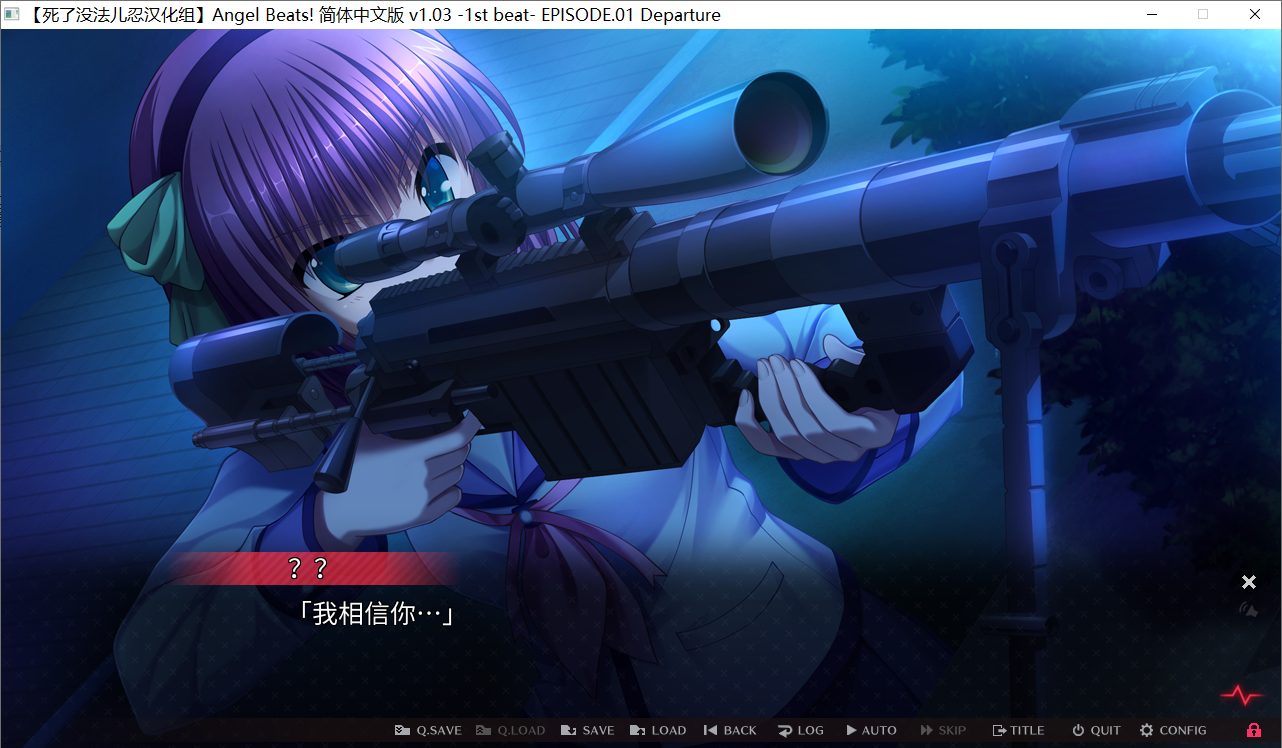 【死了没法儿忍汉化组】Angel Beats! 简体中文版 v1.03 -1st beat- EPISODE.01 Departure
？？
「我相信你…」
Q.SAVE Q.LOAD SAVE LOAD BACK LOG AUTO SKIP TITLE QUIT CONFIG